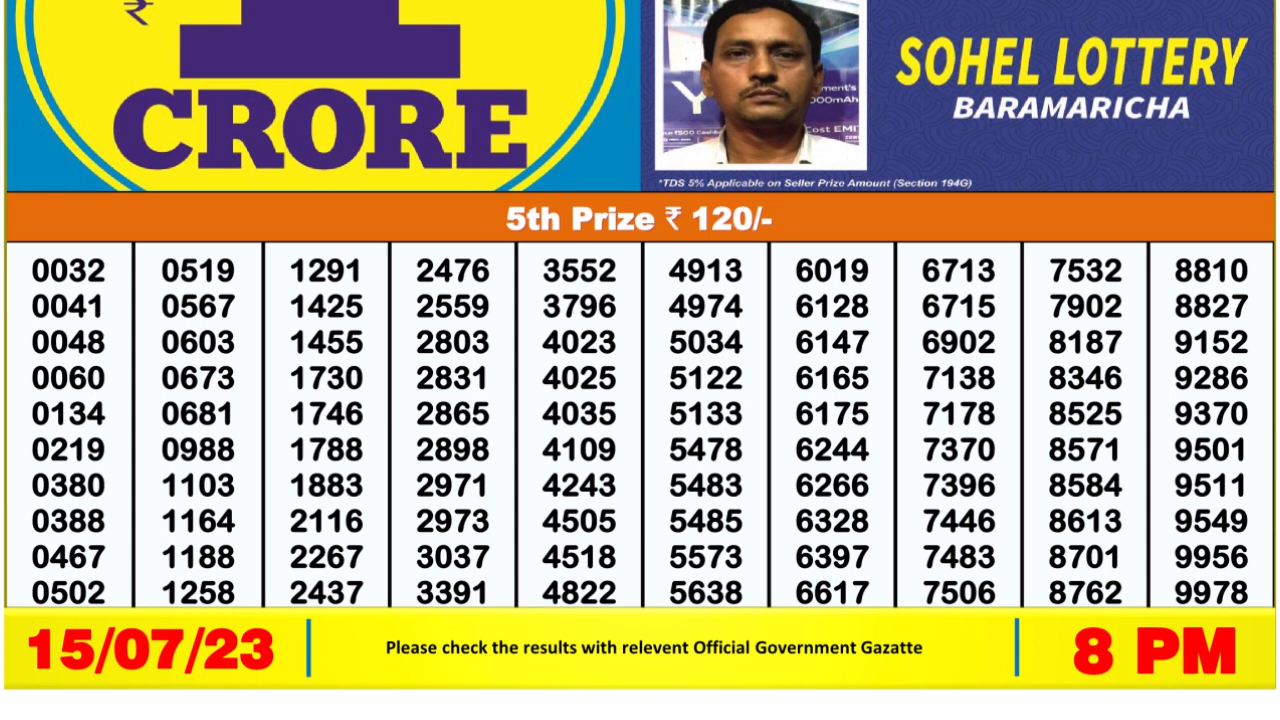 ₹
1
CRORE
Y
ment's
000mAh
Cost EMI
SOHEL LOTTERY
BARAMARICHA
*TDS 5% Applicable on Seller Prize Amount (Section 194G)
5th Prize ₹ 120/-
0032 0519 1291 2476 3552 4913 6019 6713 7532 8810
0041 0567 1425 2559 3796 4974 6128 6715 7902 8827
0048 0603 1455 2803 4023 5034 6147 6902 8187 9152
0060 0673 1730 2831 4025 5122 6165 7138 8346 9286
0134 0681 1746 2865 4035 5133 6175 7178 8525 9370
0219 0988 1788 2898 4109 5478 6244 7370 8571 9501
0380 1103 1883 2971 4243 5483 6266 7396 8584 9511
0388 1164 2116 2973 4505 5485 6328 7446 8613 9549
0467 1188 2267 3037 4518 5573 6397 7483 8701 9956
0502 1258 2437 3391 4822 5638 6617 7506 8762 9978
15/07/23
Please check the results with relevent Official Government Gazatte
8 PM